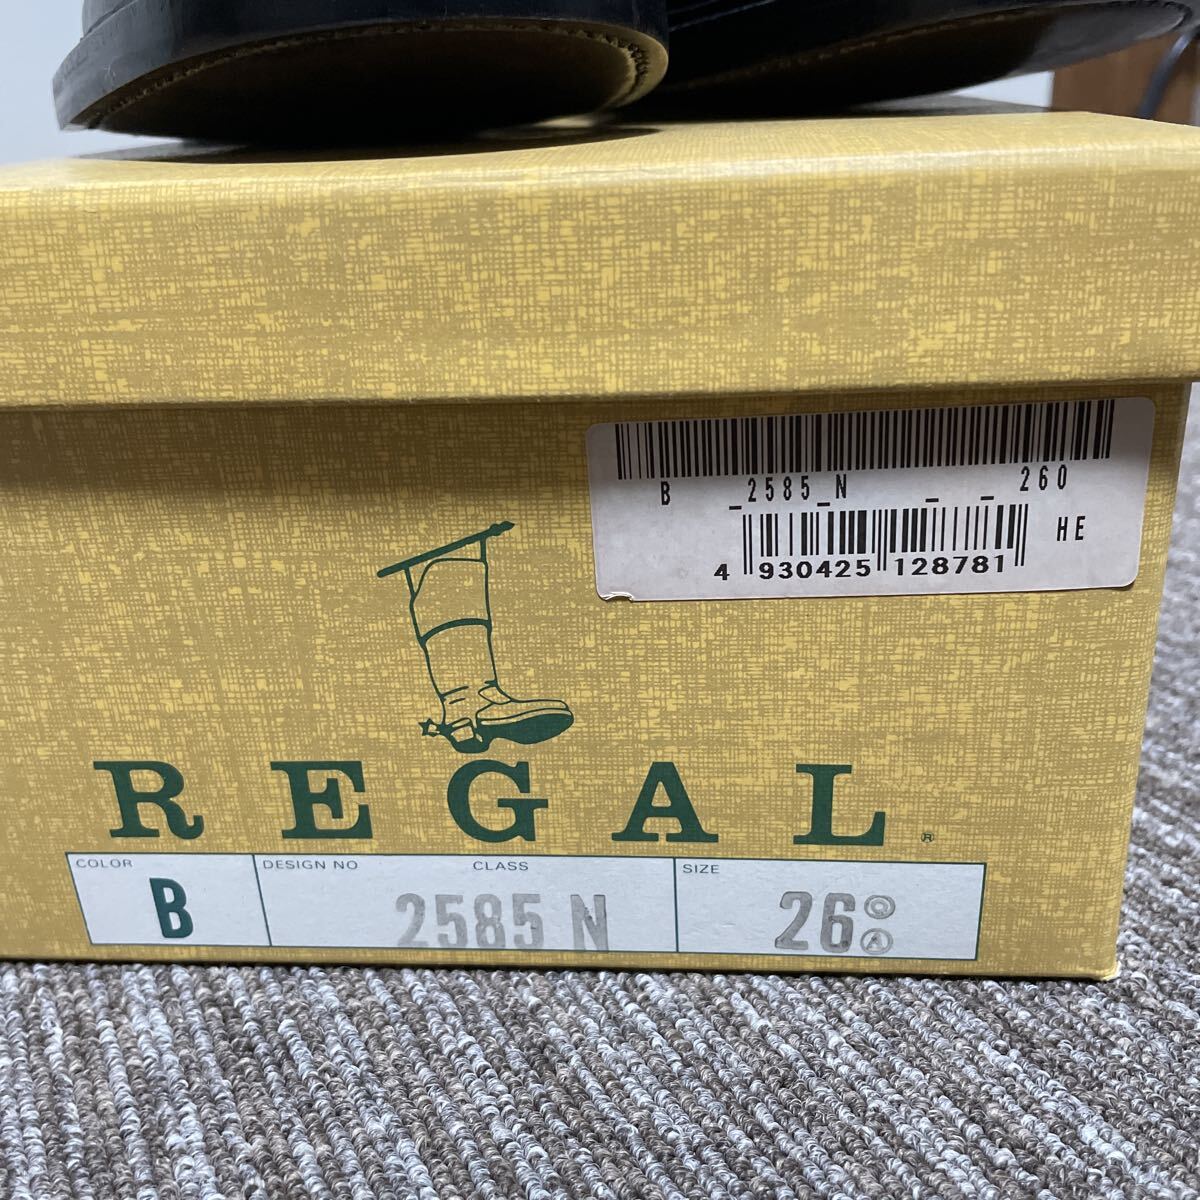 B _2585_N _ _ 260
HE
4 930425 128781
REGAL ®
COLOR DESIGN NO CLASS SIZE
B 2585 N 26 Q A